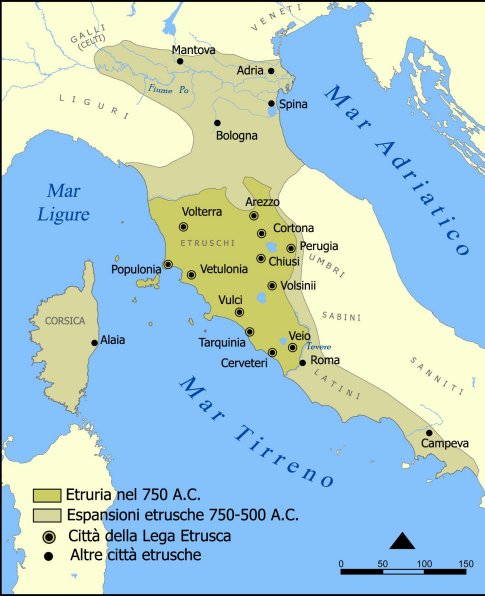 GALLI
(CELTI)
VENETI
Mantova
Adria
Fiume Po
Spina
LIGURI
Bologna
Mar Adriatico
Mar
Ligure
Arezzo
Volterra
Cortona
ETRUSCHI
Perugia
Chiusi
UMBRI
Populonia
Vetulonia
Volsinii
Vulci
CORSICA
SABINI
Alaia
Tarquinia
Veio
Tevere
Cerveteri
Roma
SANNITI
LATINI
Mar Tirreno
Campeva
Etruria nel 750 A.C.
Espansioni etrusche 750-500 A.C.
Città della Lega Etrusca
Altre città etrusche
0 50 100 150